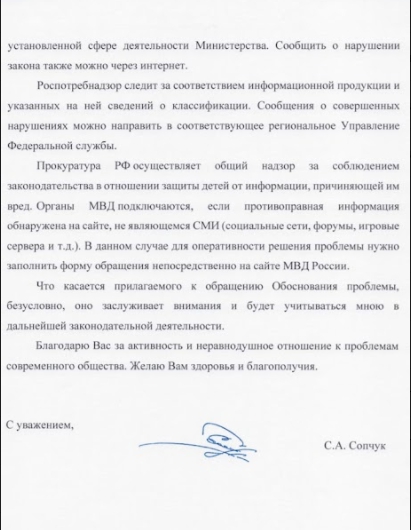 установленной сфере деятельности Министерства. Сообщить о нарушении
закона также можно через интернет.
Роспотребнадзор следит за соответствием информационной продукции и
указанных на ней сведений о классификации. Сообщения о совершенных
нарушениях можно направить в соответствующее региональное Управление
Федеральной службы.
Прокуратура РФ осуществляет общий надзор за соблюдением
законодательства в отношении защиты детей от информации, причиняющей им
вред. Органы МВД подключаются, если противоправная информация
обнаружена на сайте, не являющемся СМИ (социальные сети, форумы, игровые
сервера и т.д.). В данном случае для оперативности решения проблемы нужно
заполнить форму обращения непосредственно на сайте МВД России.
Что касается прилагаемого к обращению Обоснования проблемы,
безусловно, оно заслуживает внимания и будет учитываться мною в
дальнейшей законодательной деятельности.
Благодарю Вас за активность и неравнодушное отношение к проблемам
современного общества. Желаю Вам здоровья и благополучия.
С уважением,
С.А. Сопчук